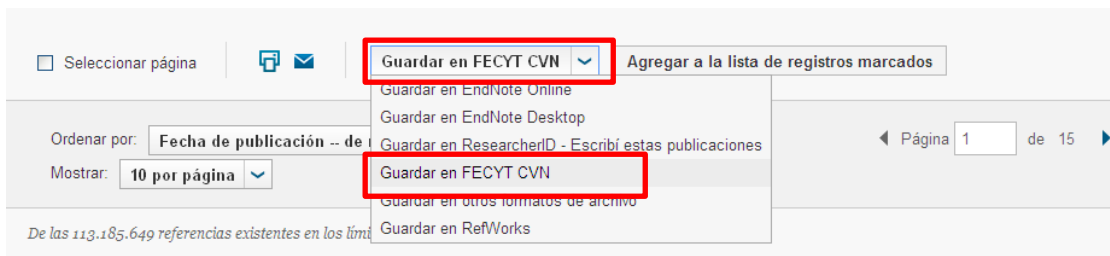 Seleccionar página
Guardar en FECYT CVN
Agregar a la lista de registros marcados
Guardar en EndNote Online
Guardar en EndNote Desktop
Ordenar por: Fecha de publicación -- de
Guardar en ResearcherID - Escribí estas publicaciones
Página 1 de 15
Mostrar: 10 por página
Guardar en FECYT CVN
Guardar en otros formatos de archivo
Guardar en RefWorks
De las 113.185.649 referencias existentes en los